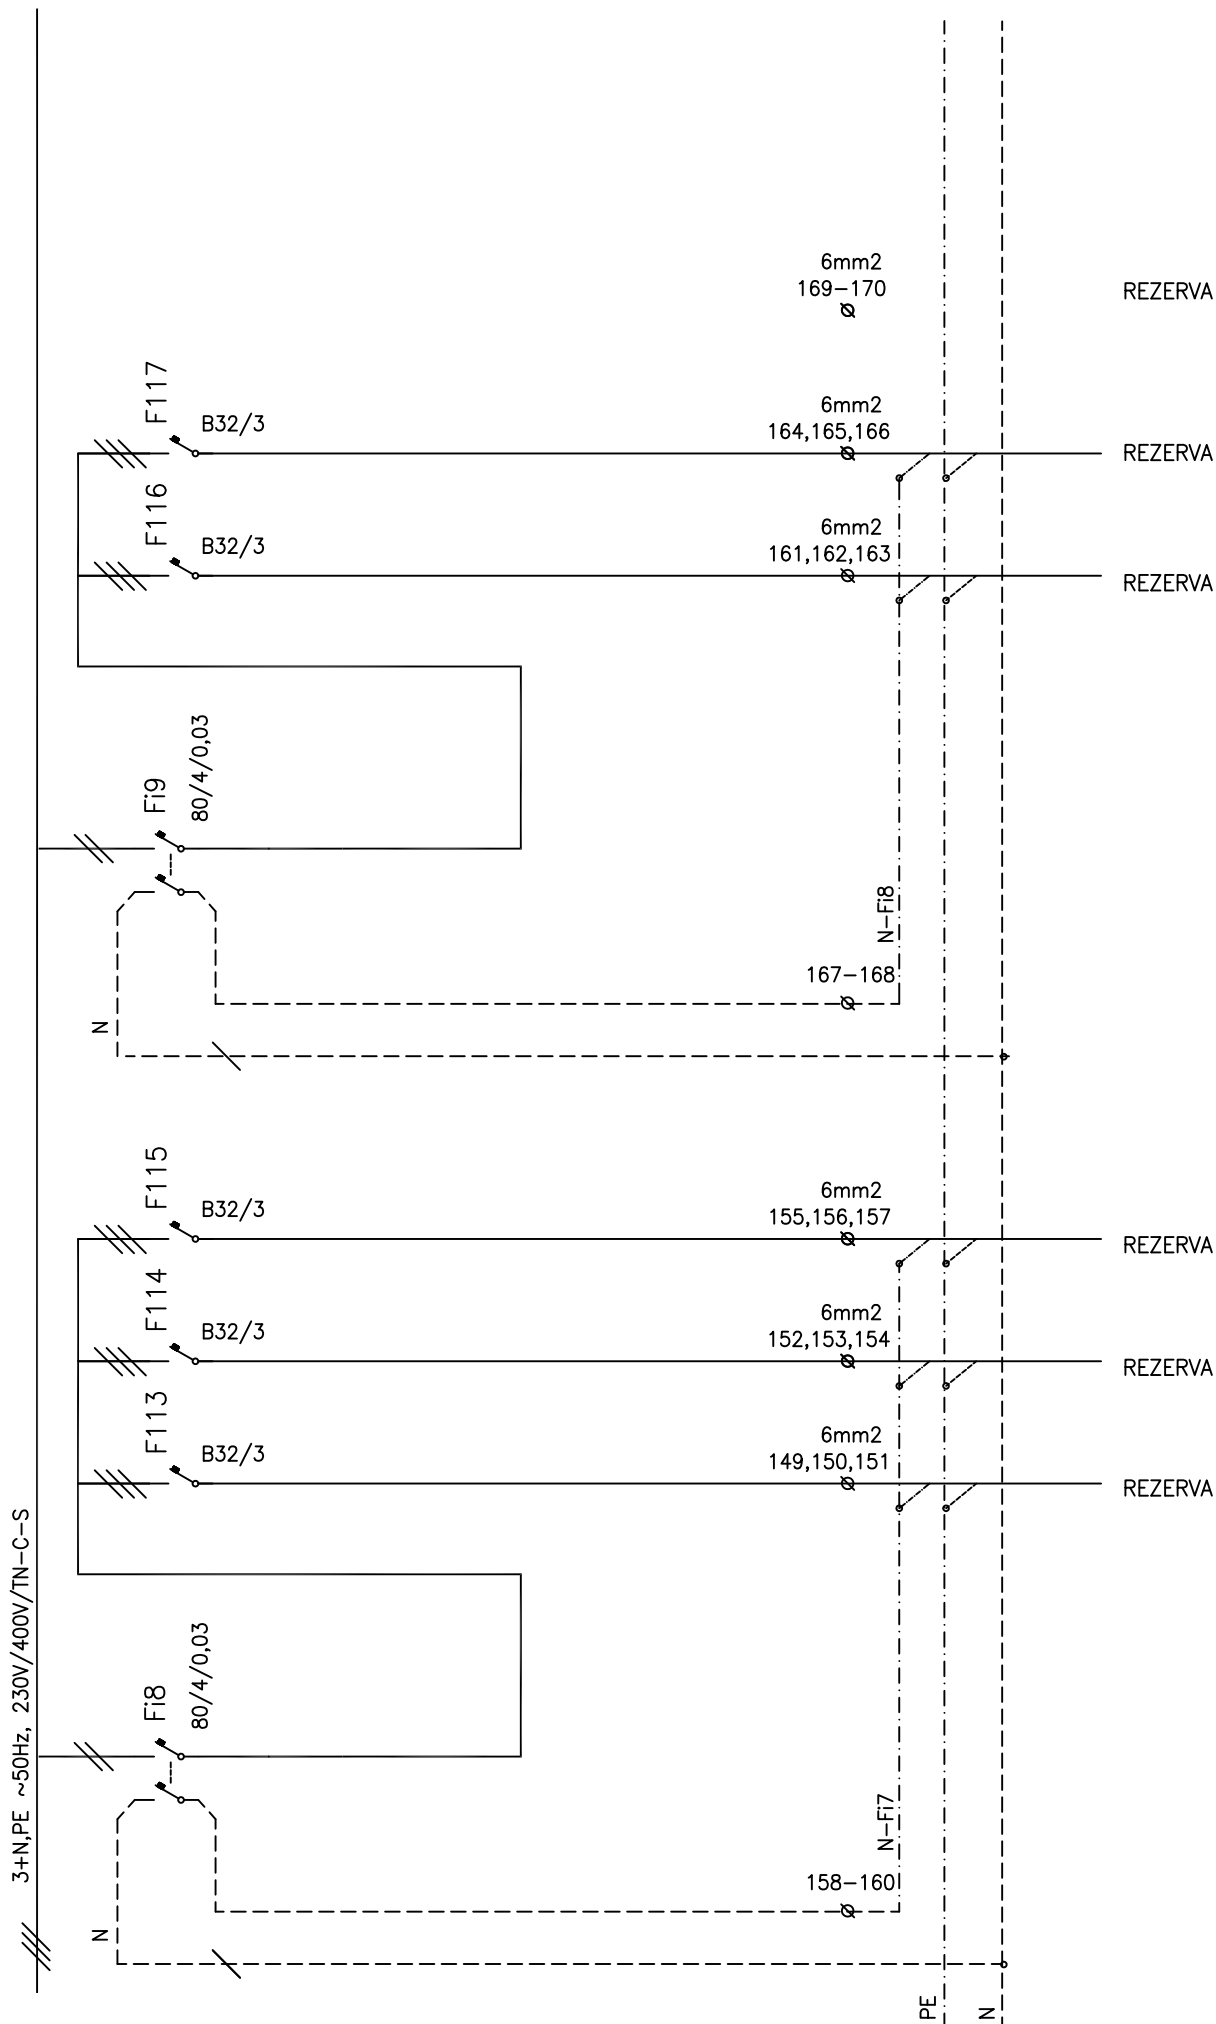 6mm2
169-170
REZERVA
F117
B32/3
6mm2
164,165,166
REZERVA
F116
B32/3
6mm2
161,162,163
REZERVA
Fi9
80/4/0,03
N-Fi8
167-168
N
F115
B32/3
6mm2
155,156,157
REZERVA
F114
B32/3
6mm2
152,153,154
REZERVA
F113
B32/3
6mm2
149,150,151
REZERVA
3+N,PE ~50Hz, 230V/400V/TN-C-S
Fi8
80/4/0,03
N-Fi7
158-160
N
PE
N